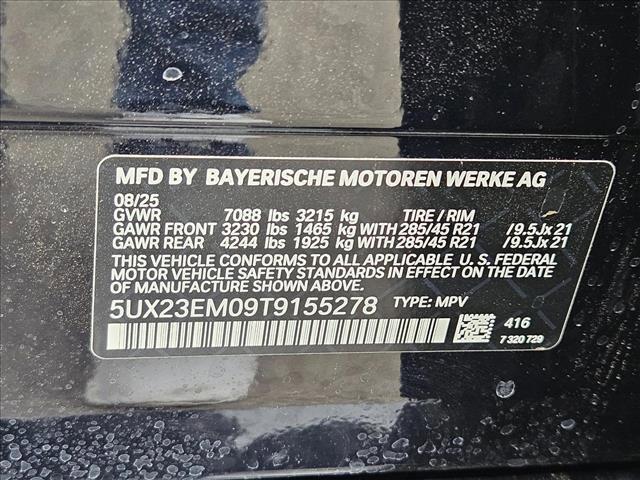 MFD BY BAYERISCHE MOTOREN WERKE AG
08/25
GVWR 7088 lbs 3215 kg TIRE / RIM
GAWR FRONT 3230 lbs 1465 kg WITH 285/45 R21 /9.5Jx21
GAWR REAR 4244 lbs 1925 kg WITH 285/45 R21 /9.5Jx21
THIS VEHICLE CONFORMS TO ALL APPLICABLE U. S. FEDERAL
MOTOR VEHICLE SAFETY STANDARDS IN EFFECT ON THE DATE
OF MANUFACTURE SHOWN ABOVE.
5UX23EM09T9155278 TYPE: MPV
416
7 320 729